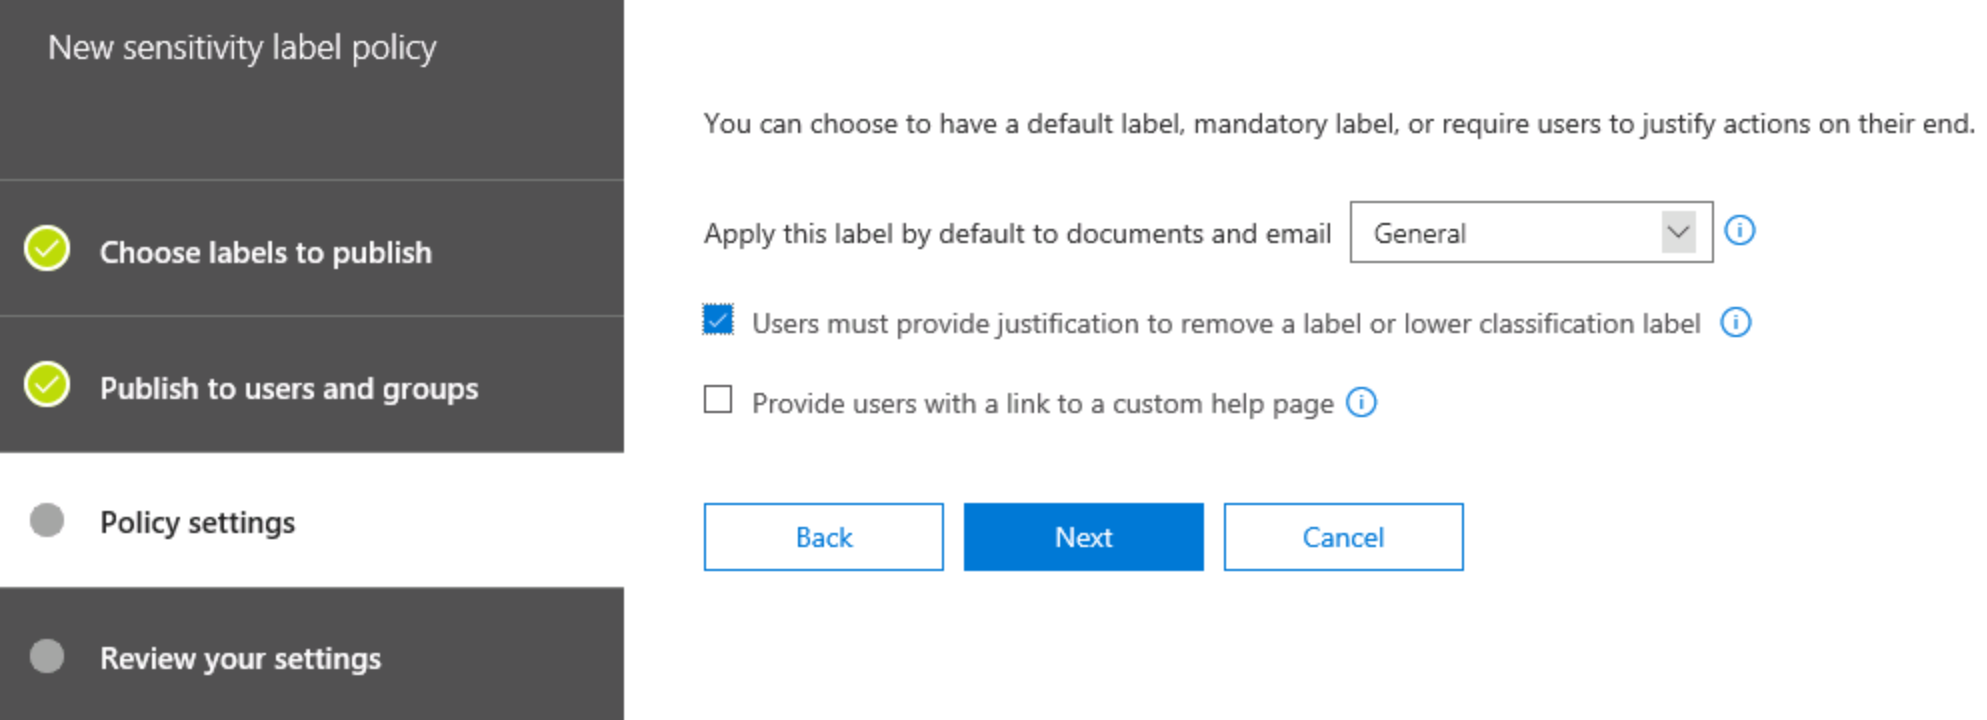 New sensitivity label policy
Choose labels to publish
Publish to users and groups
Policy settings
Review your settings
You can choose to have a default label, mandatory label, or require users to justify actions on their end.
Apply this label by default to documents and email General
Users must provide justification to remove a label or lower classification label
Provide users with a link to a custom help page
Back Next Cancel